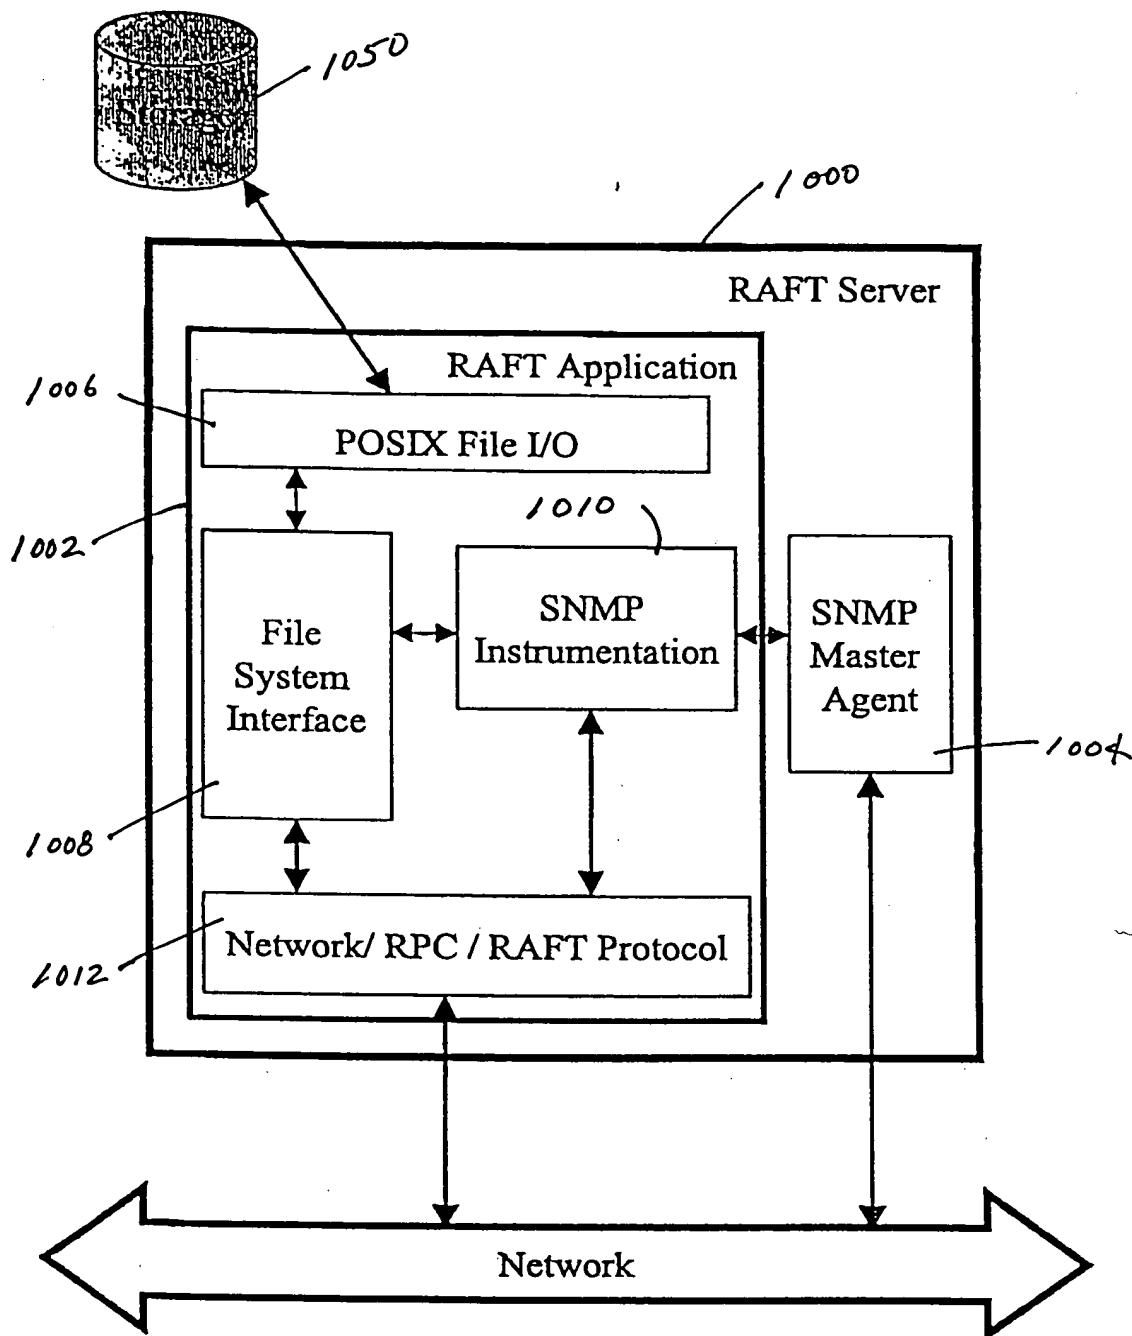 1050
1000
RAFT Server
RAFT Application
1006
POSIX File I/O
1010
1002
File
System
Interface
SNMP
Instrumentation
SNMP
Master
Agent
1004
1008
Network/ RPC / RAFT Protocol
1012
Network